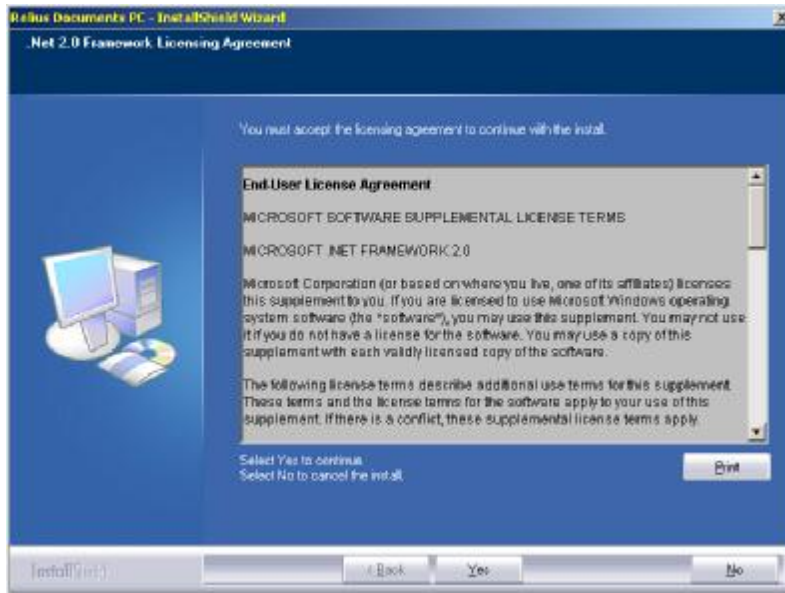 Relius Documents PC - InstallShield Wizard
.Net 2.0 Framework Licensing Agreement
You must accept the licensing agreement to continue with the install.
End-User License Agreement
MICROSOFT SOFTWARE SUPPLEMENTAL LICENSE TERMS
MICROSOFT .NET FRAMEWORK 2.0
Microsoft Corporation (or based on where you live, one of its affiliates) licenses
this supplement to you. If you are licensed to use Microsoft Windows operating
system software (the "software"), you may use this supplement. You may not use
it if you do not have a license for the software. You may use a copy of this
supplement with each validly licensed copy of the software.
The following license terms describe additional use terms for this supplement.
These terms and the license terms for the software apply to your use of this
supplement. If there is a conflict, these supplemental license terms apply.
Select Yes to continue.
Select No to cancel the install.
Print
InstallShield
< Back
Yes
No